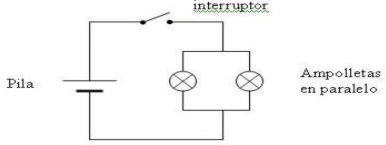 interruptor
Pila
Ampolletas
en paralelo